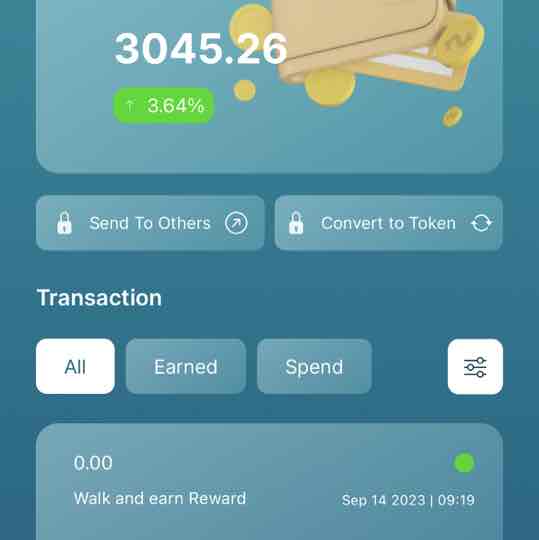 3045.26
↑ 3.64%
Send To Others
Convert to Token
Transaction
All
Earned
Spend
0.00
Walk and earn Reward
Sep 14 2023 | 09:19